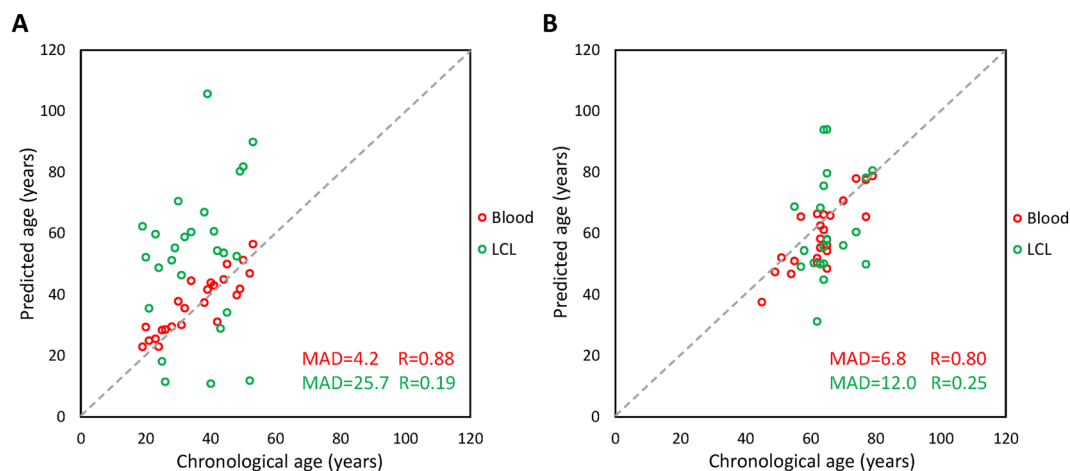 A
120
100
80
60
40
20
0
Predicted age (years)
0 20 40 60 80 100 120
Chronological age (years)
MAD=4.2 R=0.88
MAD=25.7 R=0.19
Blood
LCL
B
120
100
80
60
40
20
0
Predicted age (years)
0 20 40 60 80 100 120
Chronological age (years)
MAD=6.8 R=0.80
MAD=12.0 R=0.25
Blood
LCL